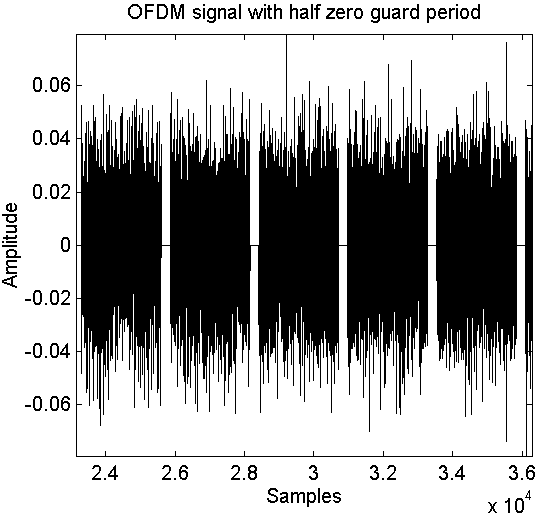 OFDM signal with half zero guard period
0.06
0.04
0.02
0
-0.02
-0.04
-0.06
Amplitude
2.4 2.6 2.8 3 3.2 3.4 3.6
Samples
x 10^4